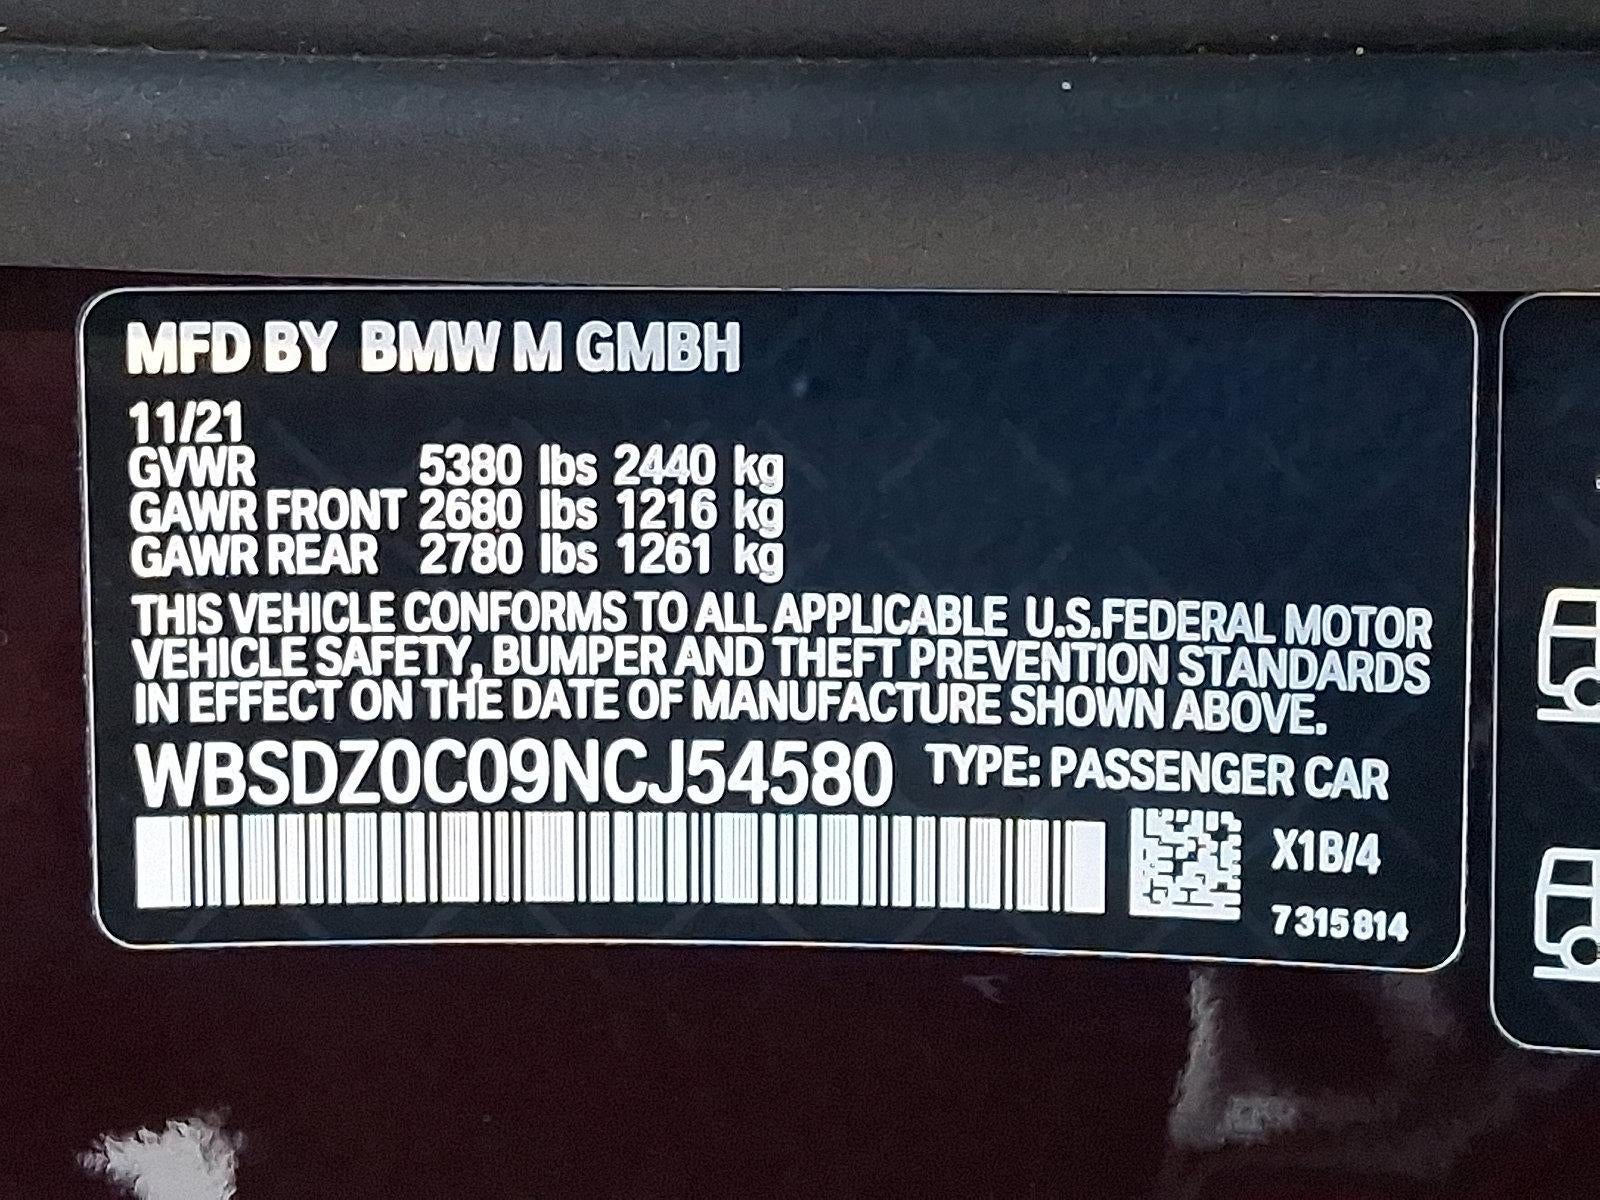 MFD BY BMW M GMBH
11/21
GVWR 5380 lbs 2440 kg
GAWR FRONT 2680 lbs 1216 kg
GAWR REAR 2780 lbs 1261 kg
THIS VEHICLE CONFORMS TO ALL APPLICABLE U.S.FEDERAL MOTOR
VEHICLE SAFETY, BUMPER AND THEFT PREVENTION STANDARDS
IN EFFECT ON THE DATE OF MANUFACTURE SHOWN ABOVE.
WBSDZ0C09NCJ54580 TYPE: PASSENGER CAR
X1B/4
7315814